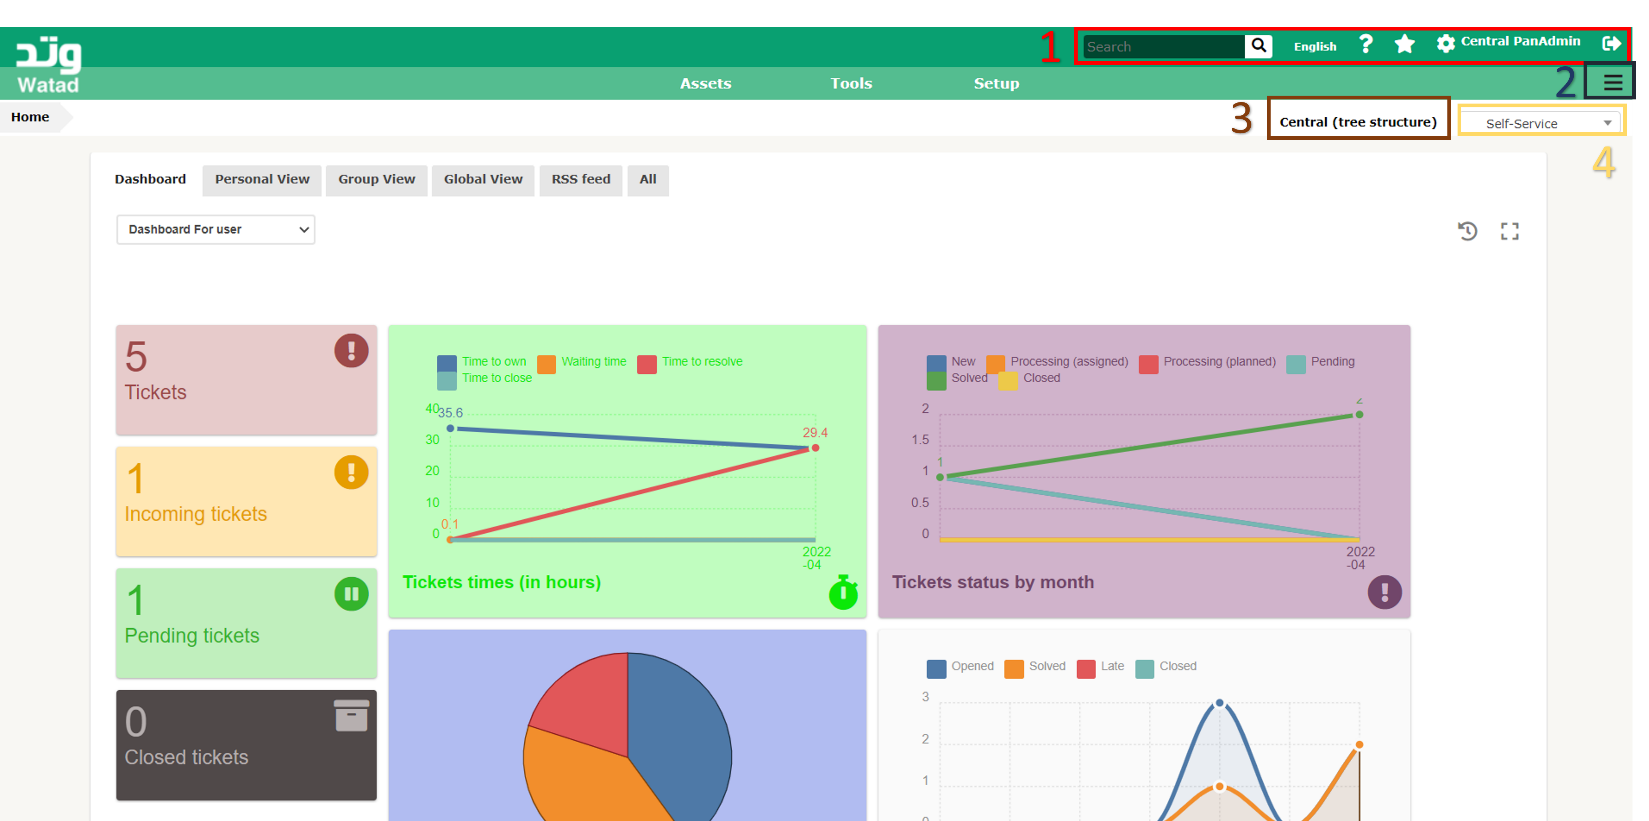 وتد
Watad
1
Search
English
?
Central PanAdmin
Assets
Tools
Setup
2
Home
3
Central (tree structure)
Self-Service
4
Dashboard
Personal View
Group View
Global View
RSS feed
All
Dashboard For user
5
Tickets
1
Incoming tickets
1
Pending tickets
0
Closed tickets
Time to own
Waiting time
Time to resolve
Time to close
40
35.6
30
29.4
20
10
0
0.1
2022
-04
Tickets times (in hours)
New
Processing (assigned)
Processing (planned)
Pending
Solved
Closed
2
2
1.5
1
1
0.5
0
2022
-04
Tickets status by month
Opened
Solved
Late
Closed
3
2
1
0